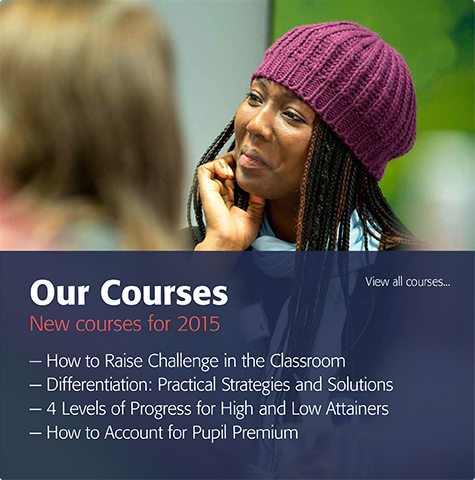 Our Courses
View all courses...
New courses for 2015
– How to Raise Challenge in the Classroom
– Differentiation: Practical Strategies and Solutions
– 4 Levels of Progress for High and Low Attainers
– How to Account for Pupil Premium